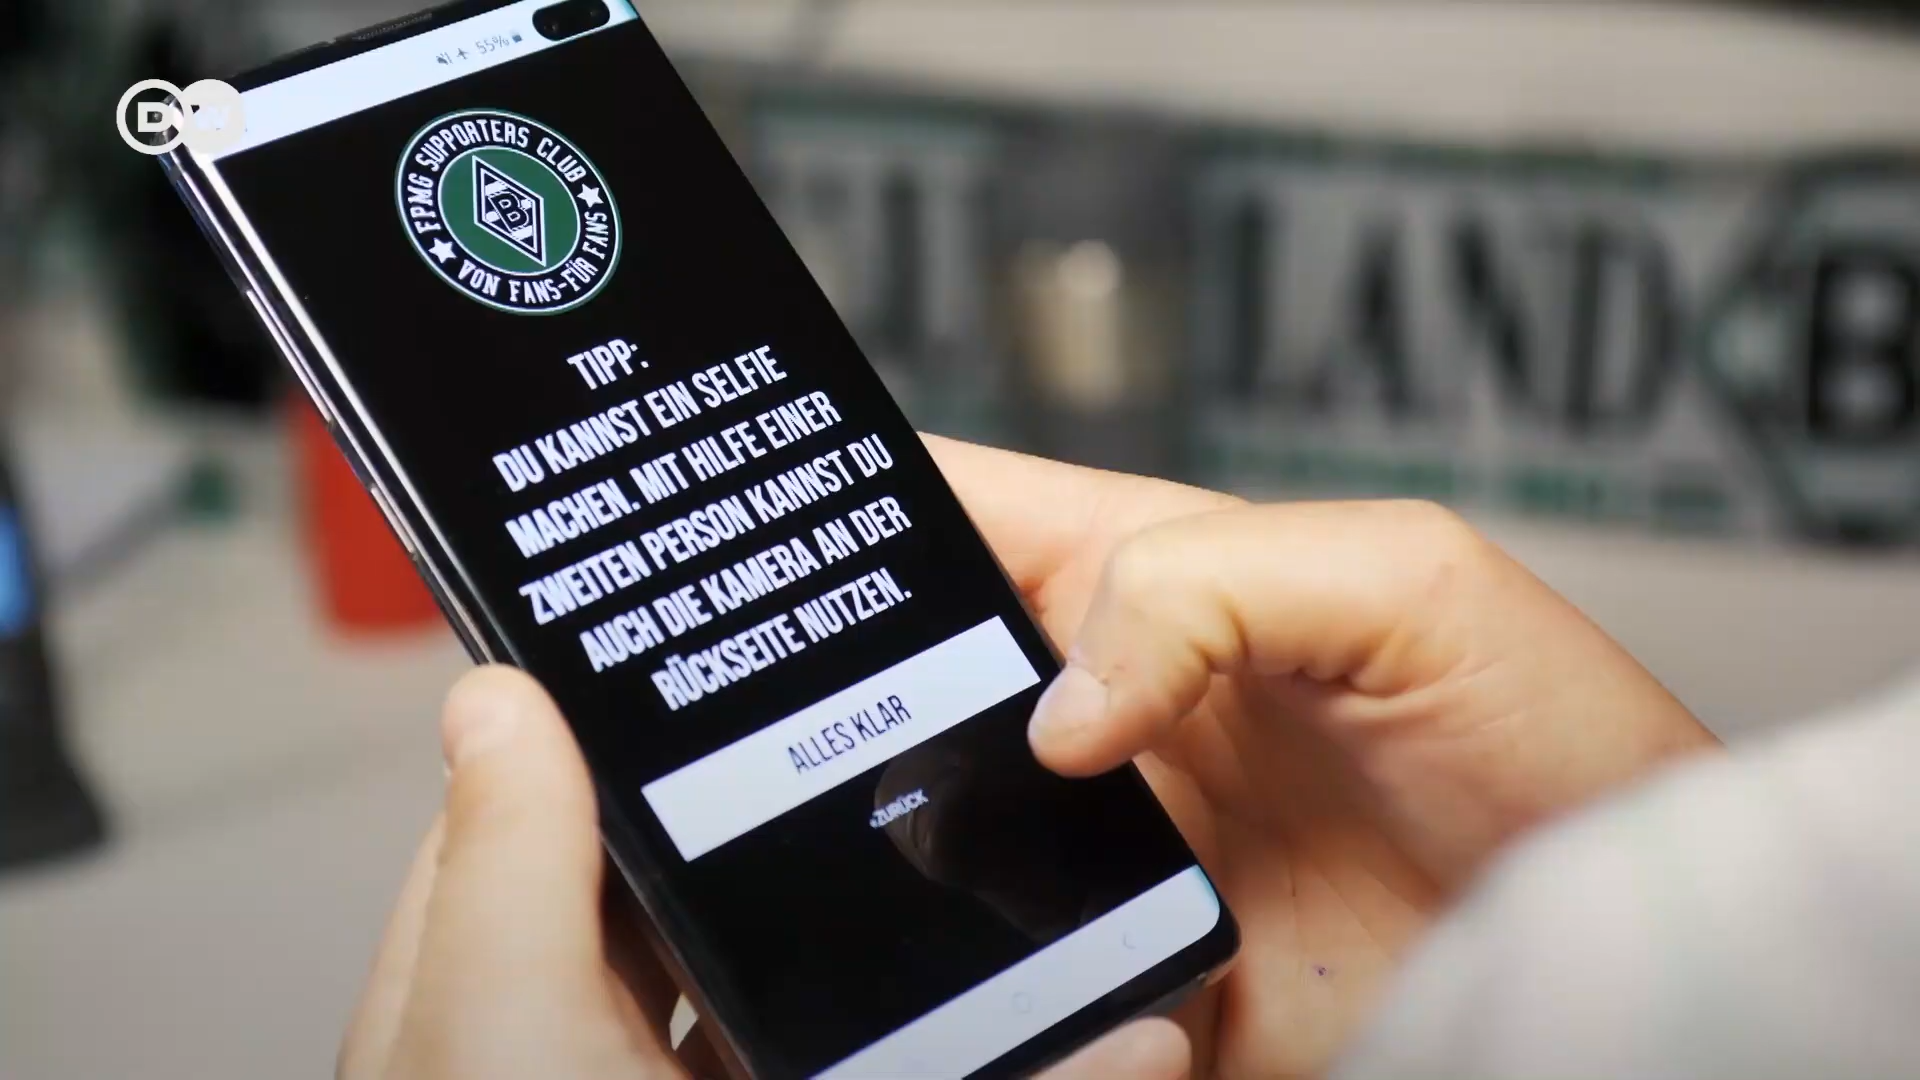 DW
55%
FPMG SUPPORTERS CLUB
B
VON FANS-FÜR FANS
TIPP:
DU KANNST EIN SELFIE
MACHEN. MIT HILFE EINER
ZWEITEN PERSON KANNST DU
AUCH DIE KAMERA AN DER
RÜCKSEITE NUTZEN.
ALLES KLAR
«ZURÜCK
LAND
B